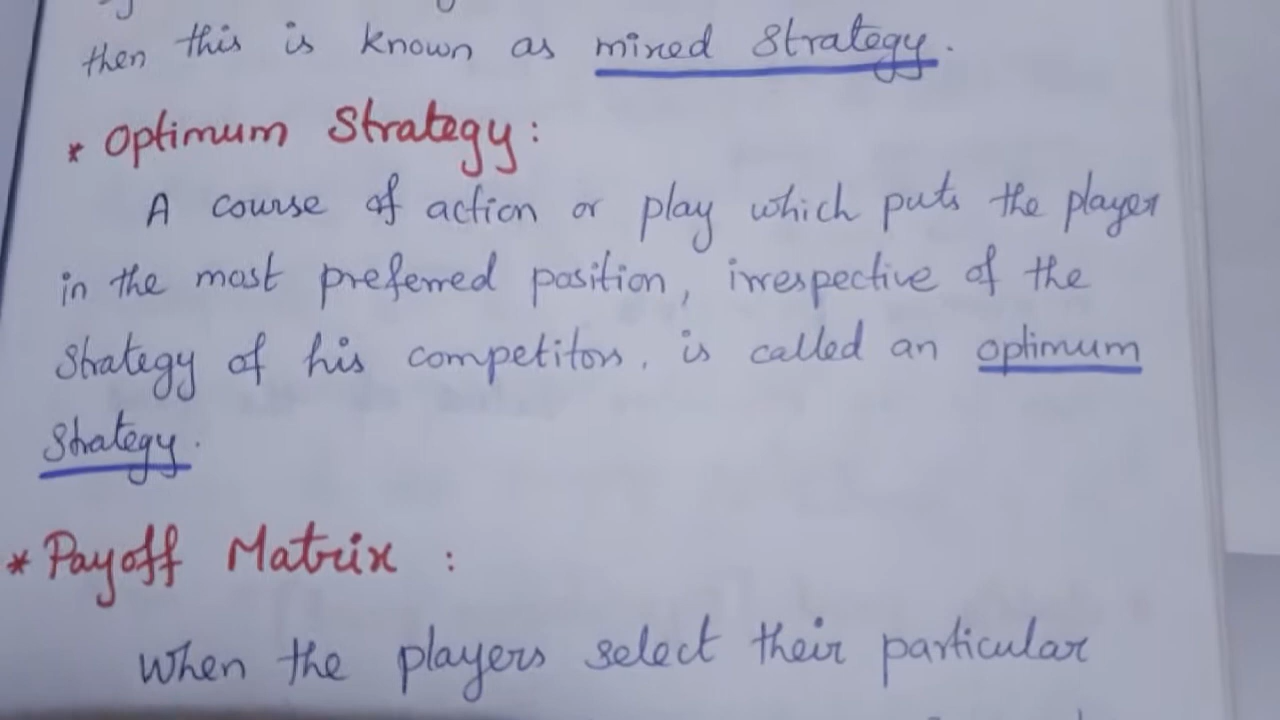 then this is known as mixed strategy.
* Optimum Strategy:
A course of action or play which puts the player
in the most preferred position, irrespective of the
strategy of his competitors. is called an optimum
strategy.
* Payoff Matrix :
When the players select their particular